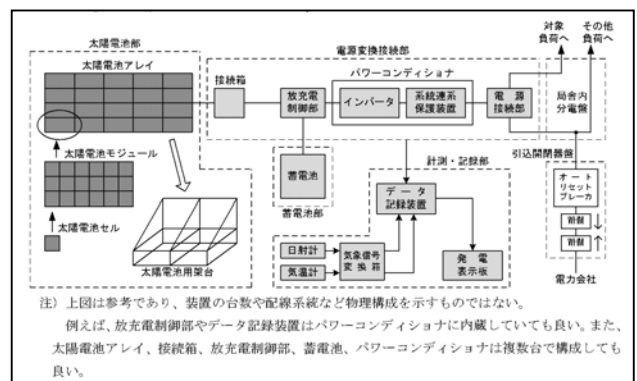 太陽電池部
太陽電池アレイ
太陽電池モジュール
太陽電池セル
太陽電池用架台
電源変換接続部
接続箱
放充電
制御部
パワーコンディショナ
インバータ
系統連系
保護装置
電 源
接続部
対象
負荷へ
その他
負荷へ
局舎内
分電盤
蓄電池
蓄電池部
計測・記録部
データ
記録装置
日射計
気温計
気象信号
変換箱
発 電
表示板
引込開閉器盤
オート
リセット
ブレーカ
電力会社
注）上図は参考であり、装置の台数や配線系統など物理構成を示すものではない。
例えば、放充電制御部やデータ記録装置はパワーコンディショナに内蔵していても良い。また、
太陽電池アレイ、接続箱、放充電制御部、蓄電池、パワーコンディショナは複数台で構成しても
良い。